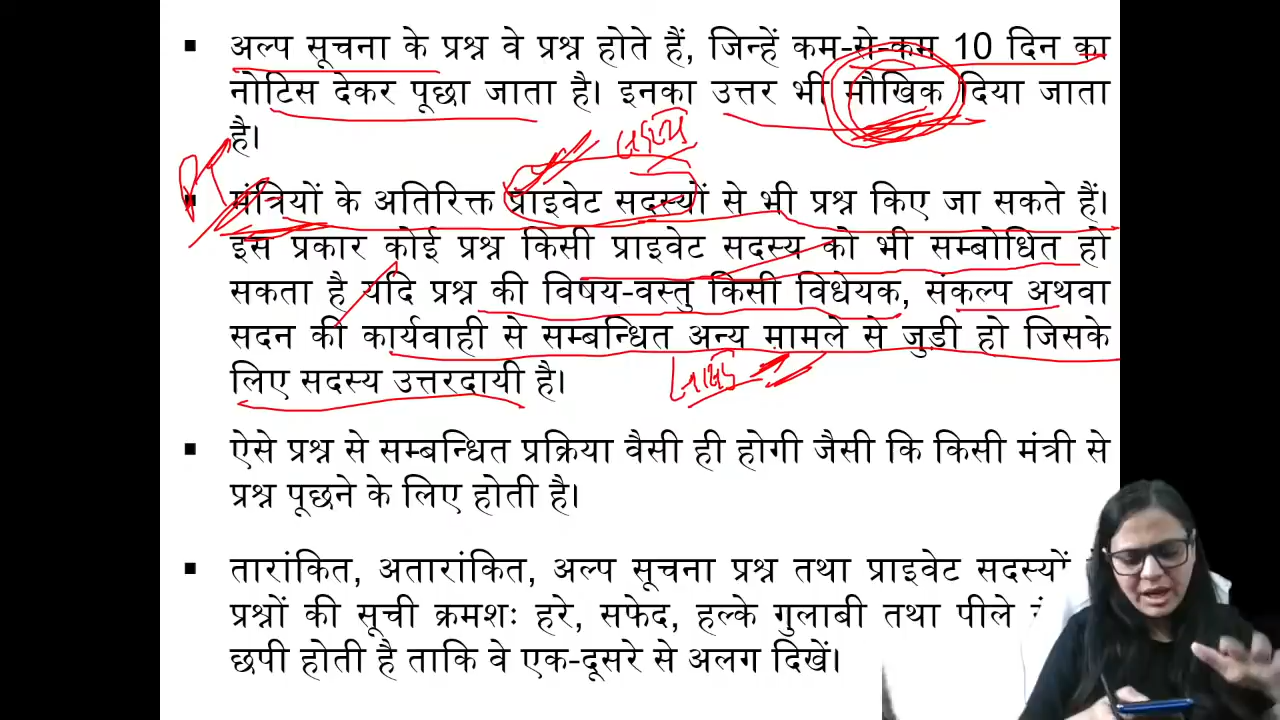 ▪ अल्प सूचना के प्रश्न वे प्रश्न होते हैं, जिन्हें कम-से-कम 10 दिन का
नोटिस देकर पूछा जाता है। इनका उत्तर भी मौखिक दिया जाता
है।
▪ मंत्रियों के अतिरिक्त प्राइवेट सदस्यों से भी प्रश्न किए जा सकते हैं।
इस प्रकार कोई प्रश्न किसी प्राइवेट सदस्य को भी सम्बोधित हो
सकता है यदि प्रश्न की विषय-वस्तु किसी विधेयक, संकल्प अथवा
सदन की कार्यवाही से सम्बन्धित अन्य मामले से जुड़ी हो जिसके
लिए सदस्य उत्तरदायी है।
▪ ऐसे प्रश्न से सम्बन्धित प्रक्रिया वैसी ही होगी जैसी कि किसी मंत्री से
प्रश्न पूछने के लिए होती है।
▪ तारांकित, अतारांकित, अल्प सूचना प्रश्न तथा प्राइवेट सदस्यों
प्रश्नों की सूची क्रमशः हरे, सफेद, हल्के गुलाबी तथा पीले
छपी होती है ताकि वे एक-दूसरे से अलग दिखें।